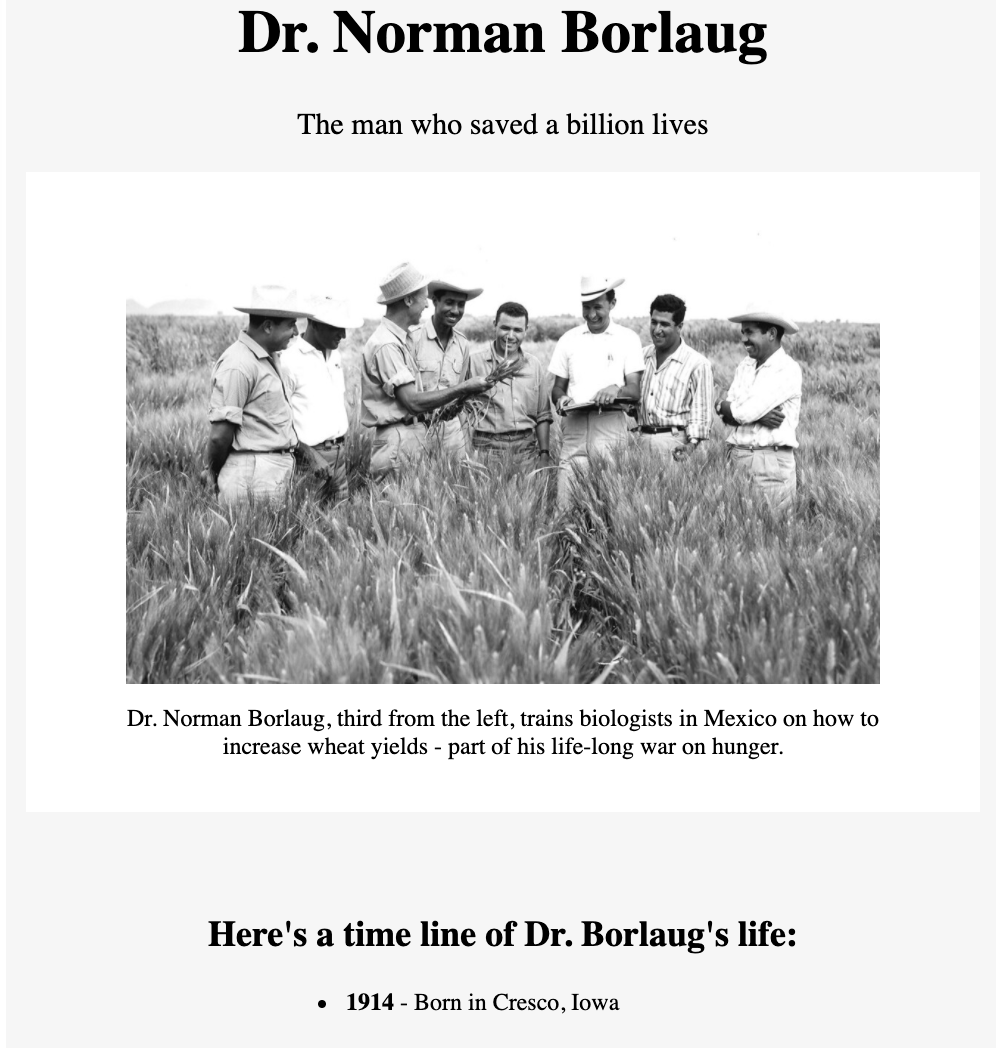 Dr. Norman Borlaug
The man who saved a billion lives
Dr. Norman Borlaug, third from the left, trains biologists in Mexico on how to
increase wheat yields - part of his life-long war on hunger.
Here's a time line of Dr. Borlaug's life:
• 1914 - Born in Cresco, Iowa